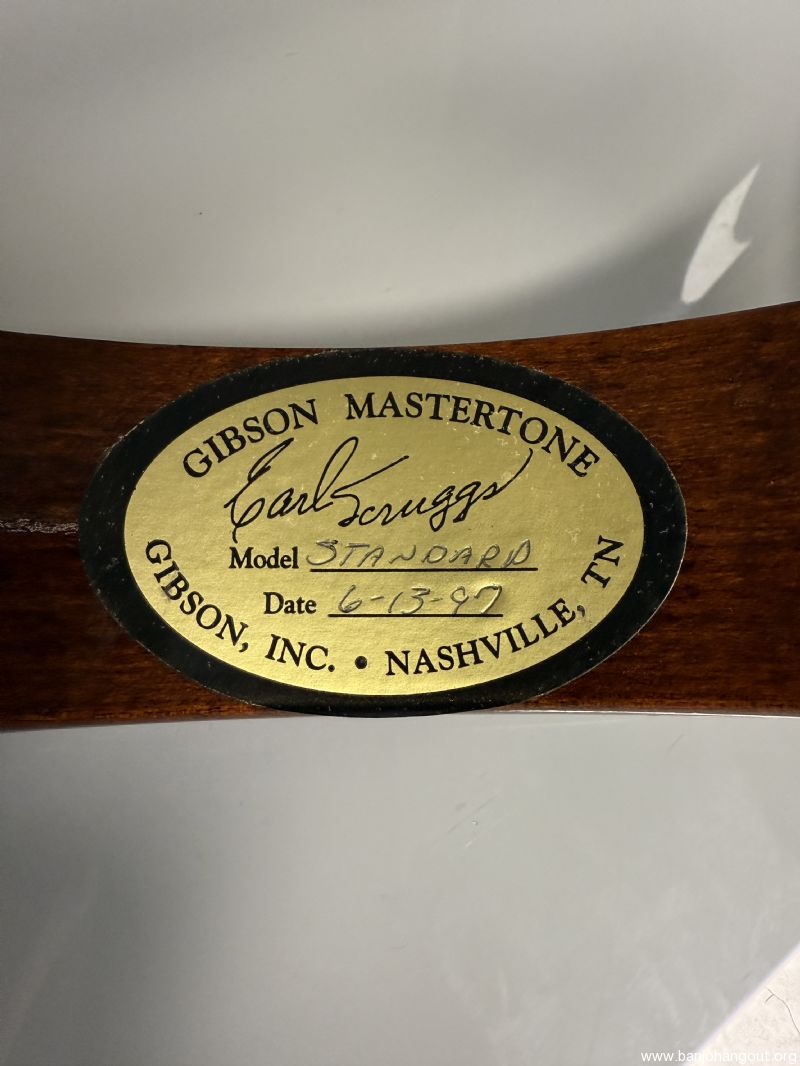 GIBSON MASTERTONE
Earl Scruggs
Model STANDARD
Date 6-13-97
GIBSON, INC. • NASHVILLE, TN
www.banjohangout.org